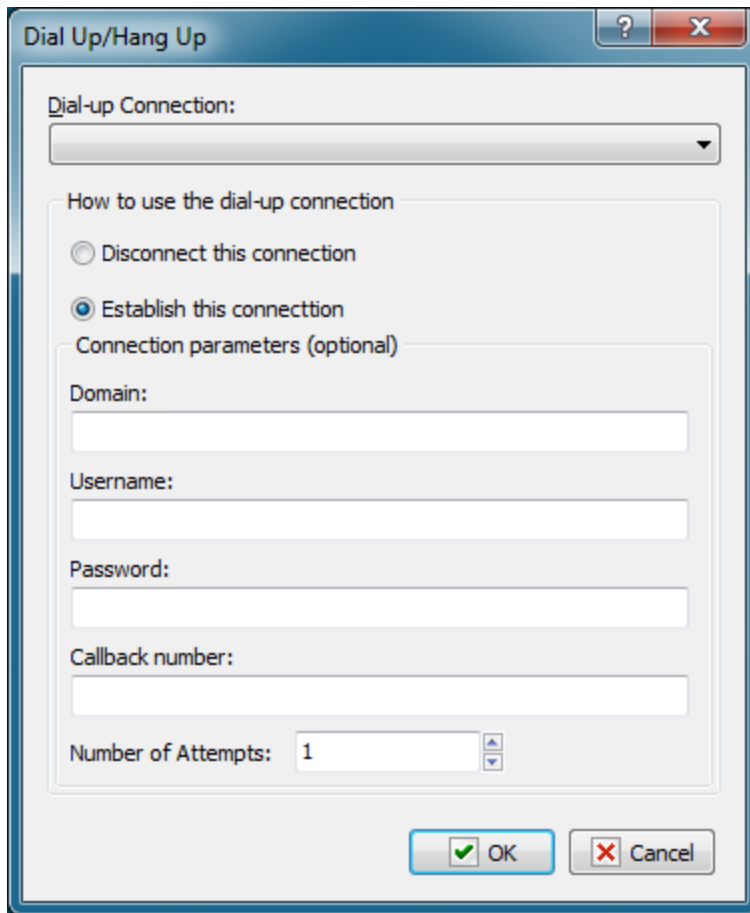 Dial Up/Hang Up
?
Dial-up Connection:
How to use the dial-up connection
Disconnect this connection
Establish this connecttion
Connection parameters (optional)
Domain:
Username:
Password:
Callback number:
Number of Attempts: 1
OK Cancel